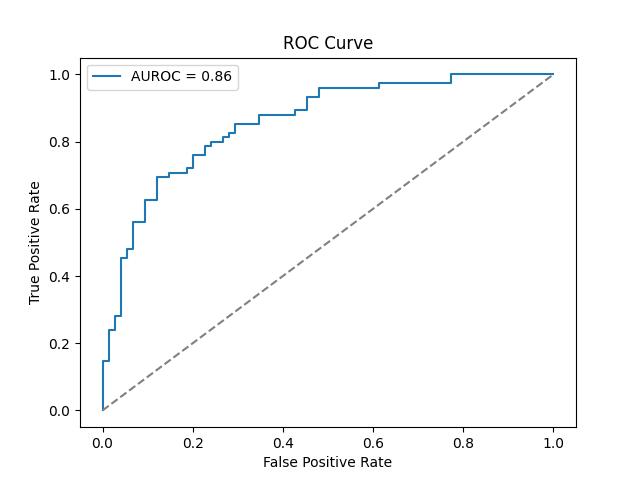 ROC Curve
AUROC = 0.86
True Positive Rate
1.0
0.8
0.6
0.4
0.2
0.0
0.0 0.2 0.4 0.6 0.8 1.0
False Positive Rate